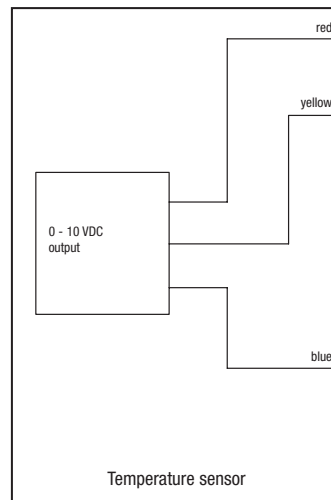 red
yellow
0 - 10 VDC
output
blue
Temperature sensor